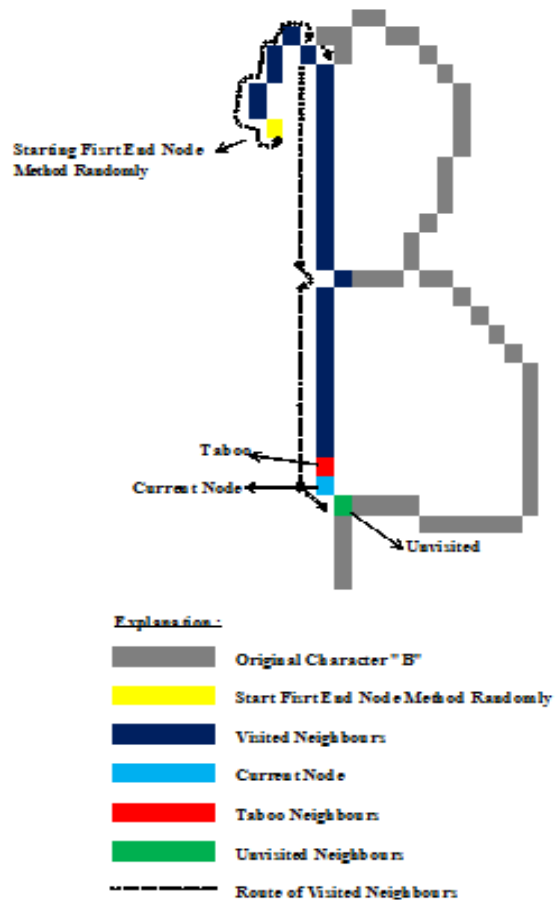 Starting Fisrt End Node
Method Randomly
Taboo
Current Node
Unvisited
Explanation :
Original Character "B"
Start Fisrt End Node Method Randomly
Visited Neighbours
Current Node
Taboo Neighbours
Unvisited Neighbours
Route of Visited Neighbours